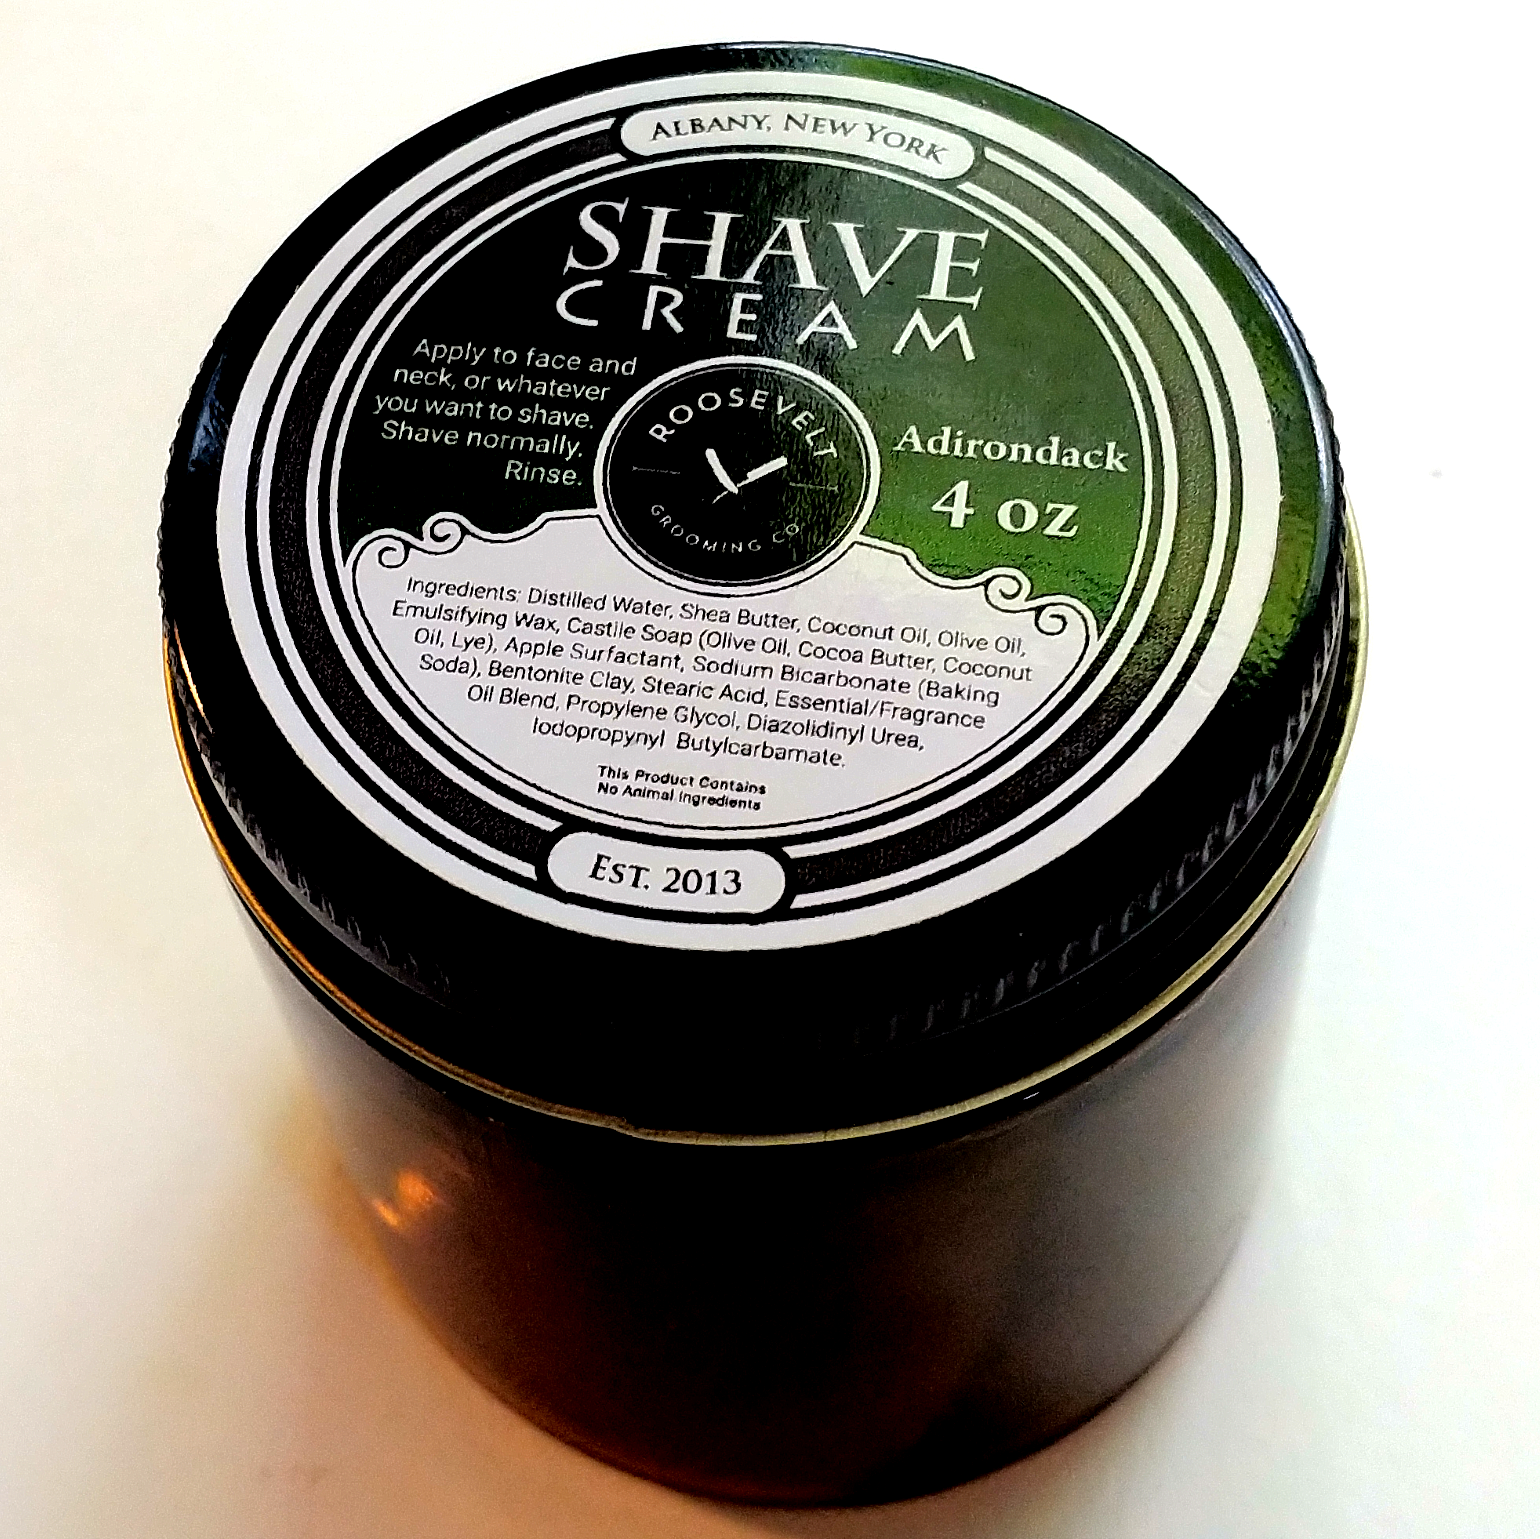 ALBANY, NEW YORK
SHAVE
CREAM
Apply to face and
neck, or whatever
you want to shave.
Shave normally.
Rinse.
ROOSEVELT
GROOMING CO
Adirondack
4 oz
Ingredients: Distilled Water, Shea Butter, Coconut Oil, Olive Oil,
Emulsifying Wax, Castile Soap (Olive Oil, Cocoa Butter, Coconut
Oil, Lye), Apple Surfactant, Sodium Bicarbonate (Baking
Soda), Bentonite Clay, Stearic Acid, Essential/Fragrance
Oil Blend, Propylene Glycol, Diazolidinyl Urea,
Iodopropynyl Butylcarbamate.
This Product Contains
No Animal Ingredients
EST. 2013